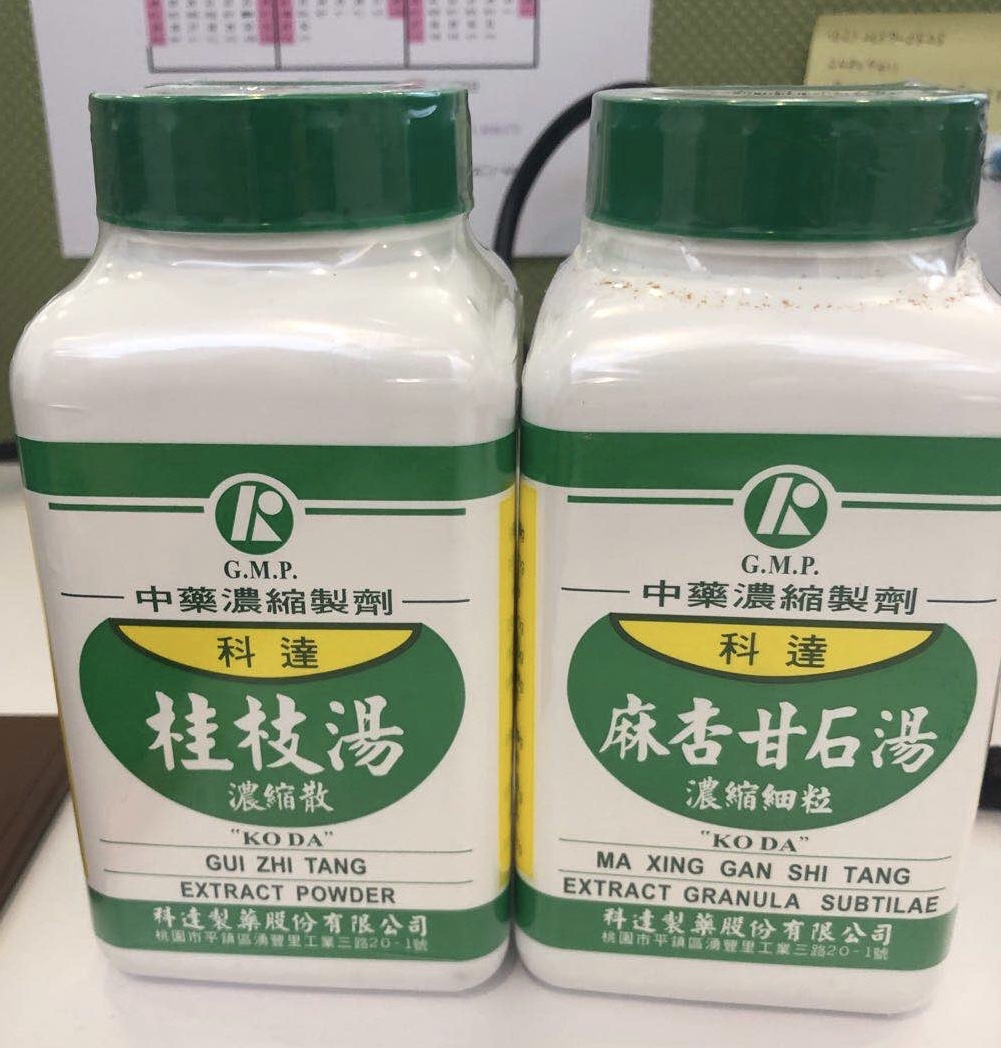 G.M.P.
中藥濃縮製劑
科達
桂枝湯
濃縮散
"KO DA"
GUI ZHI TANG
EXTRACT POWDER
科達製藥股份有限公司
桃園市平鎮區湧豐里工業三路20-1號
G.M.P.
中藥濃縮製劑
科達
麻杏甘石湯
濃縮細粒
"KO DA"
MA XING GAN SHI TANG
EXTRACT GRANULA SUBTILAE
科達製藥股份有限公司
桃園市平鎮區湧豐里工業三路20-1號